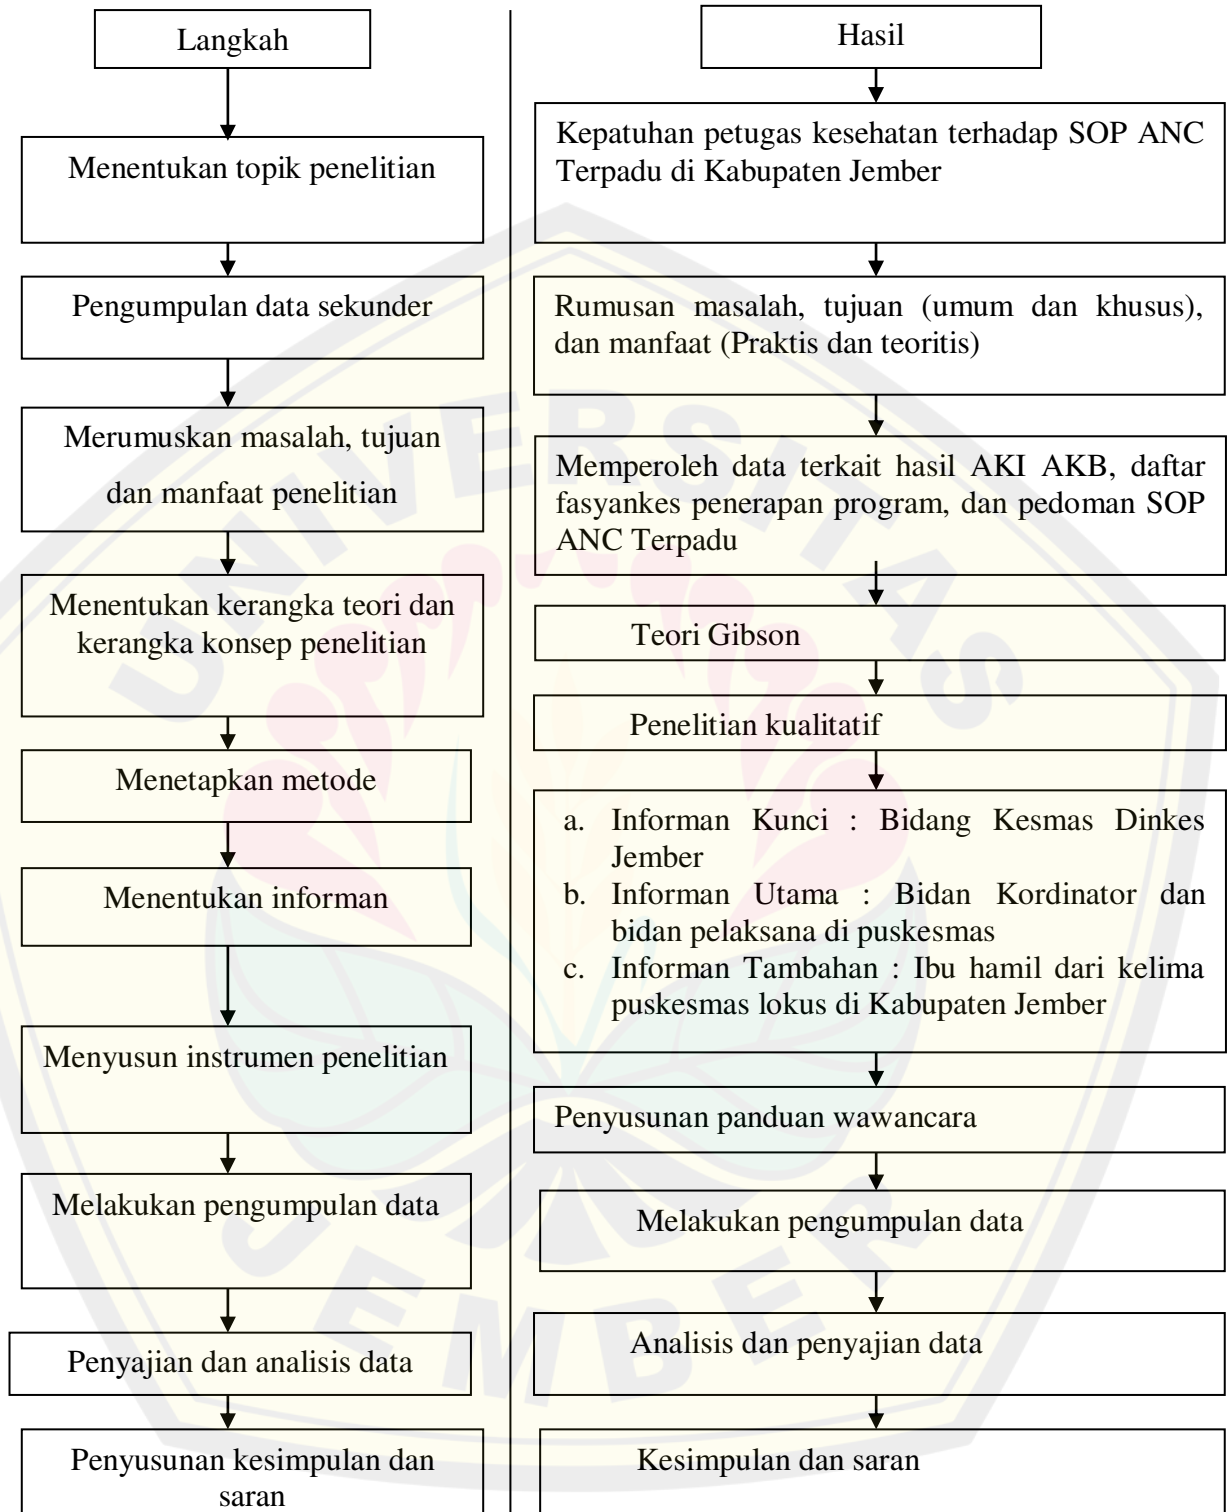 Langkah
Menentukan topik penelitian
Pengumpulan data sekunder
Merumuskan masalah, tujuan
dan manfaat penelitian
Menentukan kerangka teori dan
kerangka konsep penelitian
Menetapkan metode
Menentukan informan
Menyusun instrumen penelitian
Melakukan pengumpulan data
Penyajian dan analisis data
Penyusunan kesimpulan dan
saran
Hasil
Kepatuhan petugas kesehatan terhadap SOP ANC
Terpadu di Kabupaten Jember
Rumusan masalah, tujuan (umum dan khusus),
dan manfaat (Praktis dan teoritis)
Memperoleh data terkait hasil AKI AKB, daftar
fasyankes penerapan program, dan pedoman SOP
ANC Terpadu
Teori Gibson
Penelitian kualitatif
a. Informan Kunci : Bidang Kesmas Dinkes
Jember
b. Informan Utama : Bidan Kordinator dan
bidan pelaksana di puskesmas
c. Informan Tambahan : Ibu hamil dari kelima
puskesmas lokus di Kabupaten Jember
Penyusunan panduan wawancara
Melakukan pengumpulan data
Analisis dan penyajian data
Kesimpulan dan saran
UNIVERSITAS
JEMBER